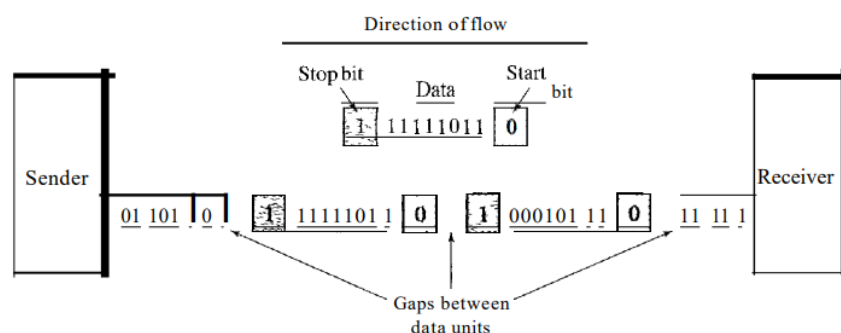 Direction of flow
Stop bit Data Start bit
1 11111011 0
Sender
Receiver
01 101 0 1 1111101 1 0 1 000101 11 0 11 11 1
Gaps between
data units